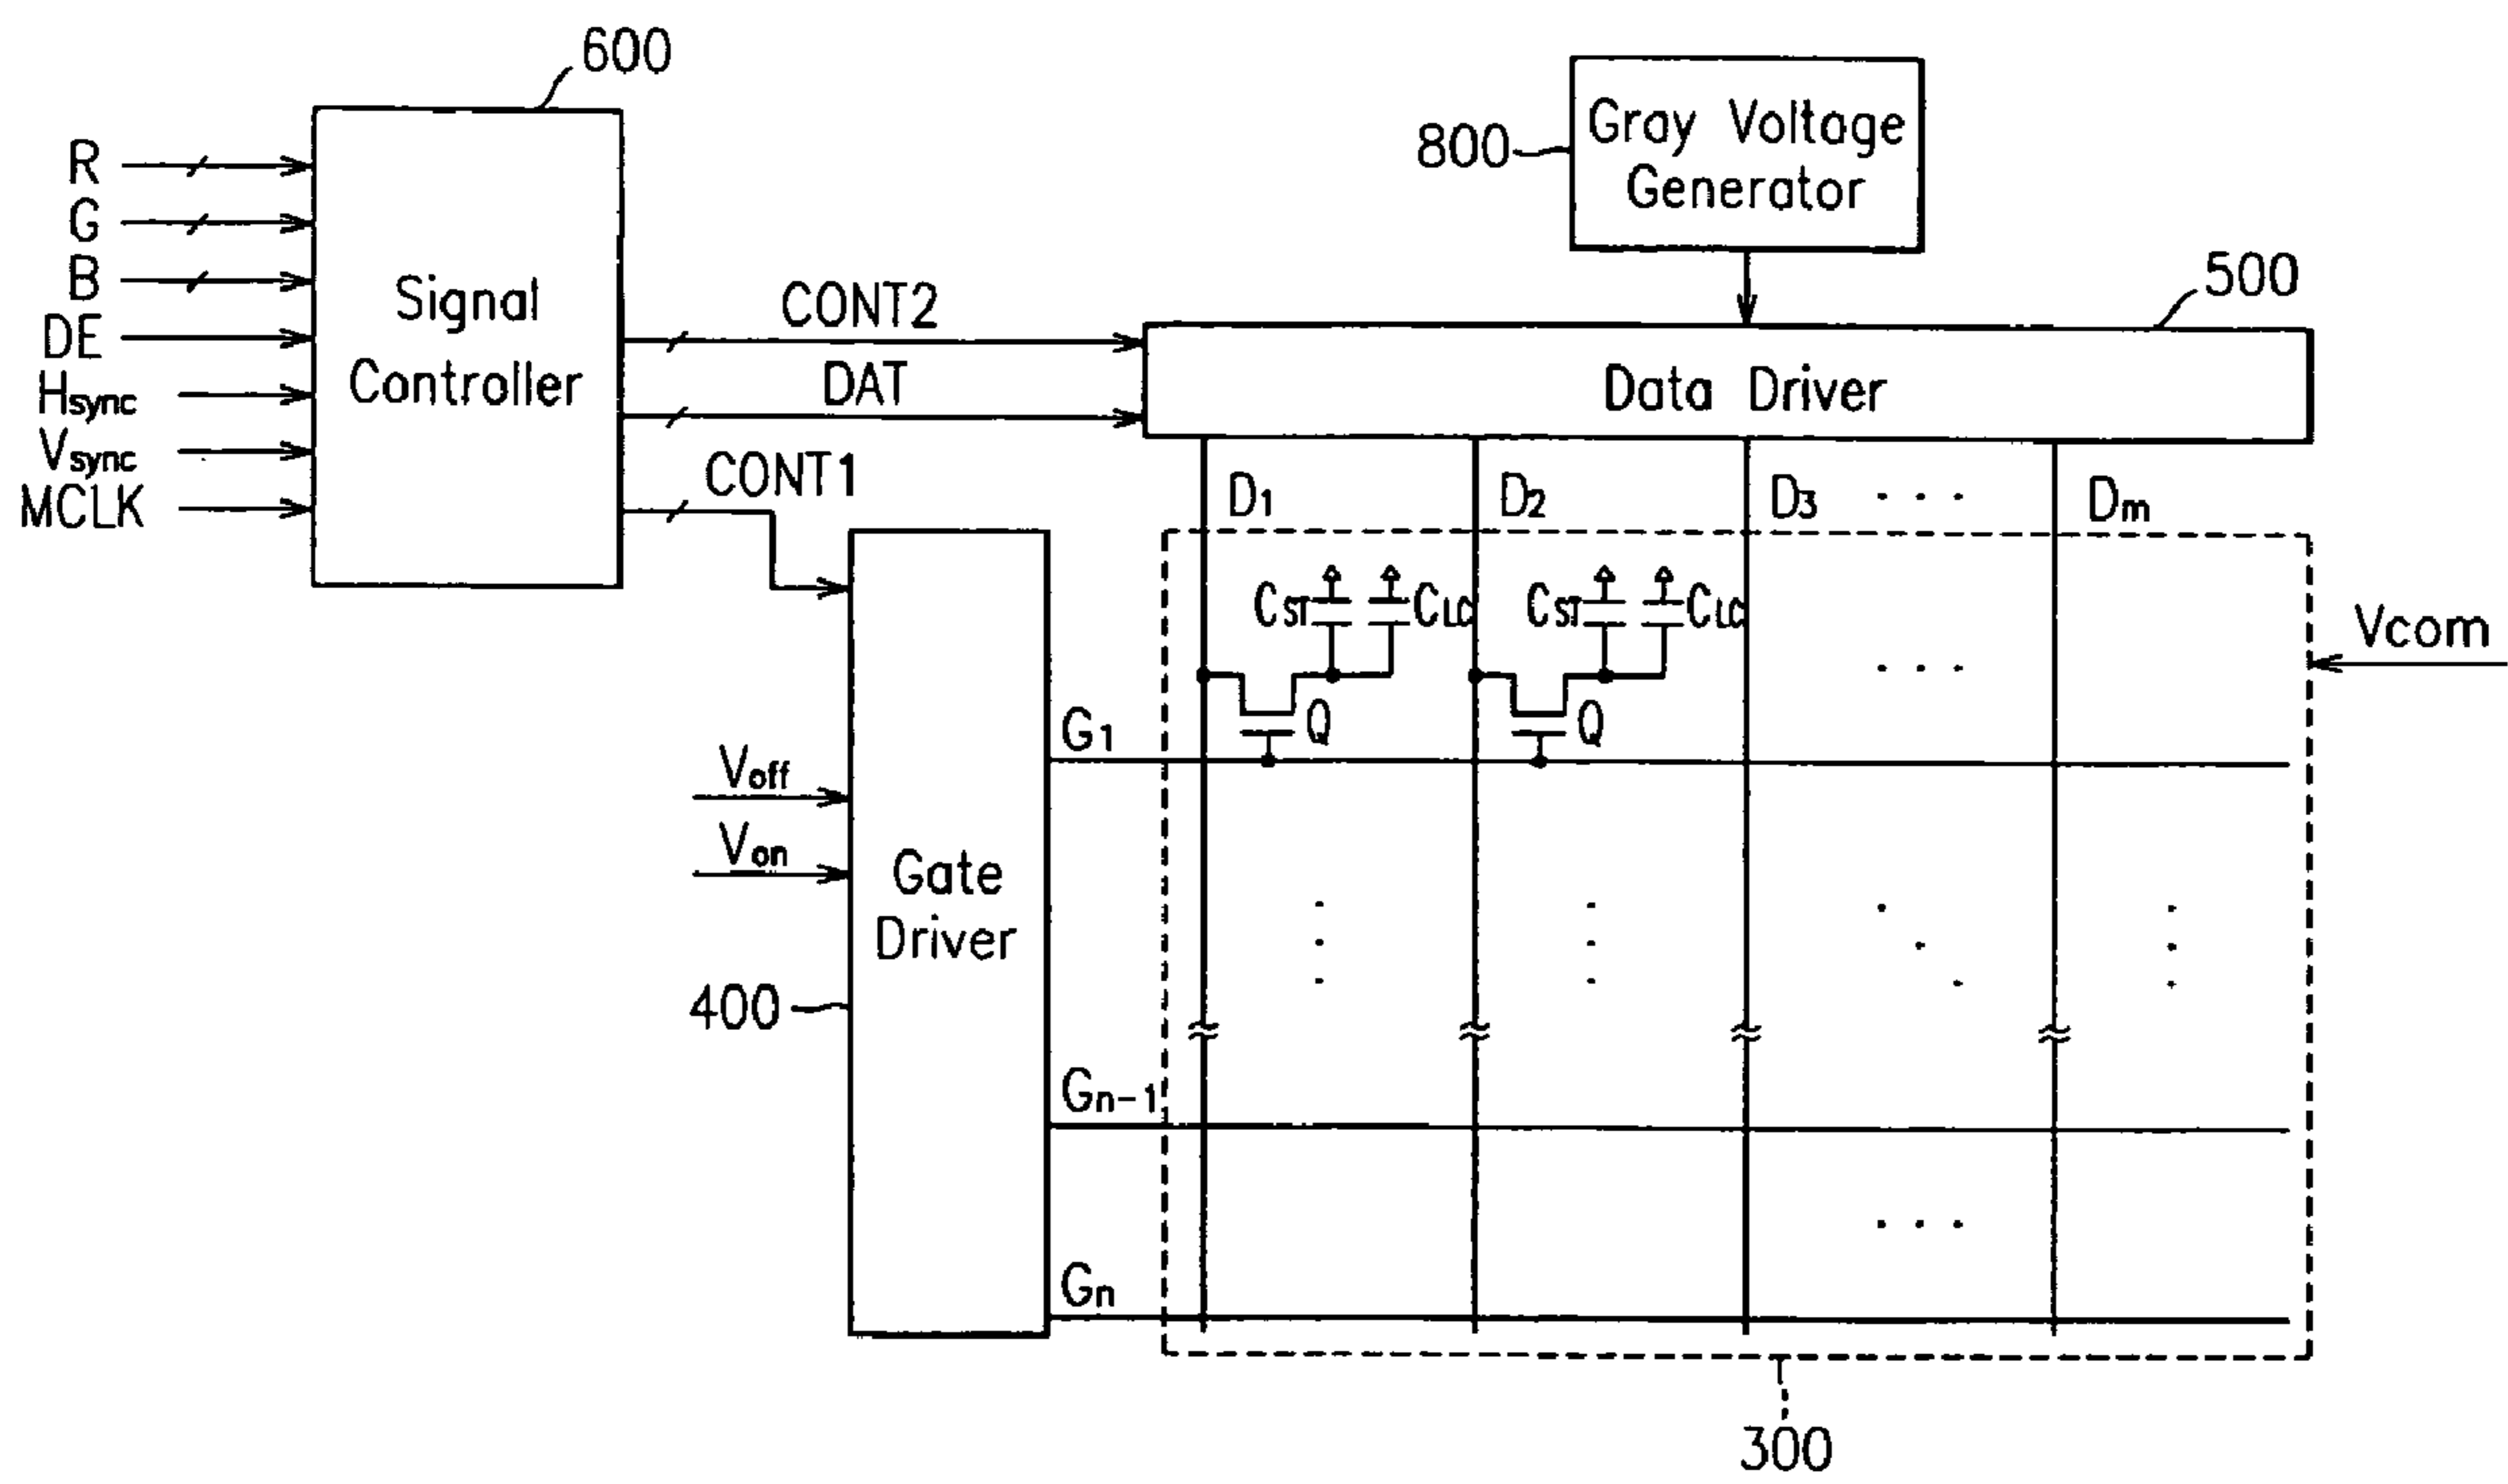 600
R
G
B
DE
Hsync
Vsync
MCLK
Signal
Controller
800
Gray Voltage
Generator
500
CONT2
DAT
CONT1
Data Driver
D1
D2
D3
. . .
Dm
CST
CLC
CST
CLC
. . .
Vcom
Q
Q
G1
Voff
Von
Gate
Driver
400
Gn-1
. . .
Gn
300